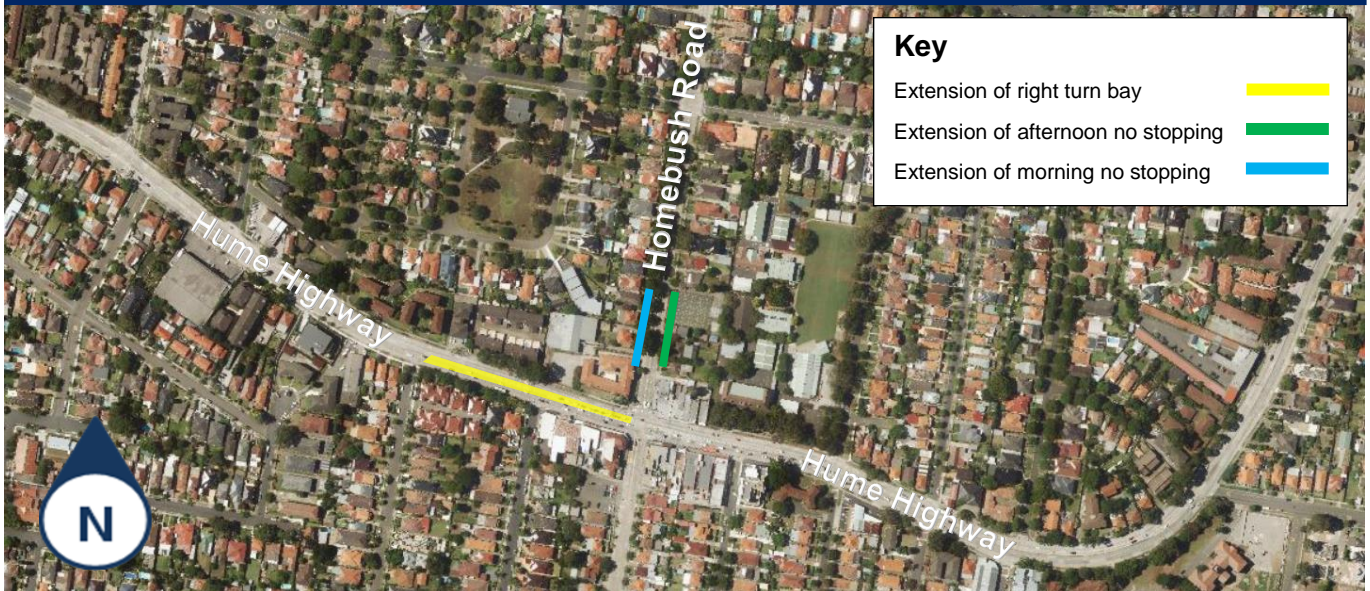 Key
Extension of right turn bay
Extension of afternoon no stopping
Extension of morning no stopping
Homebush Road
Hume Highway
Hume Highway
N